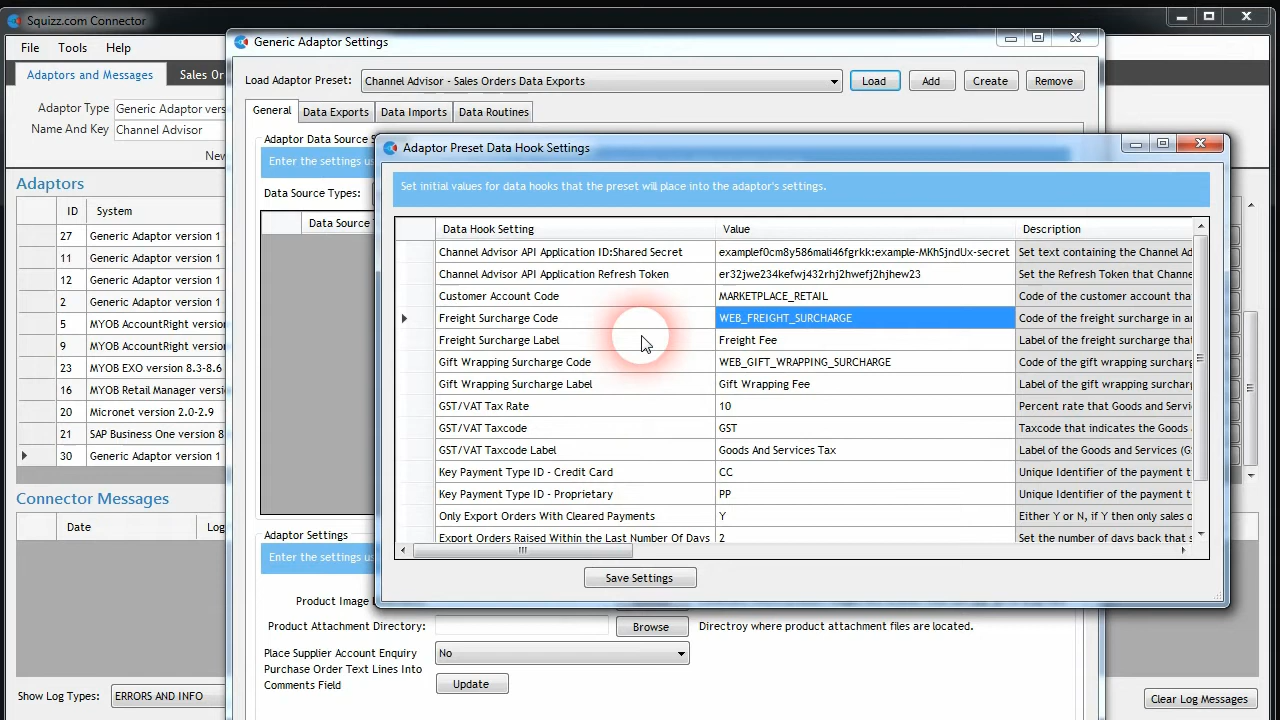 Squizz.com Connector
File Tools Help
Adaptors and Messages
Sales Or
Adaptor Type Generic Adaptor vers
Name And Key Channel Advisor
New
Adaptors
ID System
27 Generic Adaptor version 1
11 Generic Adaptor version 1
12 Generic Adaptor version 1
2 Generic Adaptor version 1
5 MYOB AccountRight version
9 MYOB AccountRight version
23 MYOB EXO version 8.3-8.6
16 MYOB Retail Manager version
20 Micronet version 2.0-2.9
21 SAP Business One version 8
30 Generic Adaptor version 1
Connector Messages
Date Log
Show Log Types: ERRORS AND INFO
Clear Log Messages
Generic Adaptor Settings
Load Adaptor Preset: Channel Advisor - Sales Orders Data Exports Load Add Create Remove
General Data Exports Data Imports Data Routines
Adaptor Data Source S
Enter the settings us
Data Source Types:
Data Source
Adaptor Settings
Enter the settings us
Product Image
Product Attachment Directory: Browse Directroy where product attachment files are located.
Place Supplier Account Enquiry
Purchase Order Text Lines Into
Comments Field
No
Update
Adaptor Preset Data Hook Settings
Set initial values for data hooks that the preset will place into the adaptor's settings.
Data Hook Setting Value Description
Channel Advisor API Application ID:Shared Secret examplef0cm8y586mali46fgrkk:example-MKhSjndUx-secret Set text containing the Channel Ad
Channel Advisor API Application Refresh Token er32jwe234kefwj432rhj2hwefj2hjhew23 Set the Refresh Token that Channe
Customer Account Code MARKETPLACE_RETAIL Code of the customer account tha
Freight Surcharge Code WEB_FREIGHT_SURCHARGE Code of the freight surcharge in ar
Freight Surcharge Label Freight Fee Label of the freight surcharge that
Gift Wrapping Surcharge Code WEB_GIFT_WRAPPING_SURCHARGE Code of the gift wrapping surcharg
Gift Wrapping Surcharge Label Gift Wrapping Fee Label of the gift wrapping surchar
GST/VAT Tax Rate 10 Percent rate that Goods and Servi
GST/VAT Taxcode GST Taxcode that indicates the Goods
GST/VAT Taxcode Label Goods And Services Tax Label of the Goods and Services (G
Key Payment Type ID - Credit Card CC Unique Identifier of the payment t
Key Payment Type ID - Proprietary PP Unique Identifier of the payment t
Only Export Orders With Cleared Payments Y Either Y or N, if Y then only sales o
Export Orders Raised Within the Last Number Of Days 2 Set the number of days back that s
Save Settings